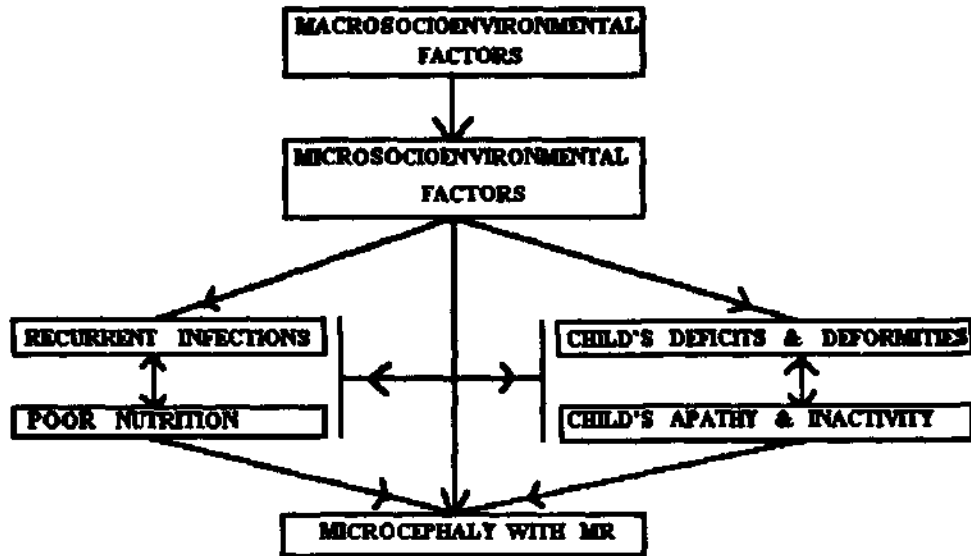 MACROSOCIOENVIRONMENTAL
FACTORS
MICROSOCIOENVIRONMENTAL
FACTORS
RECURRENT INFECTIONS
CHILD'S DEFICITS & DEFORMITIES
POOR NUTRITION
CHILD'S APATHY & INACTIVITY
MICROCEPHALY WITH MR